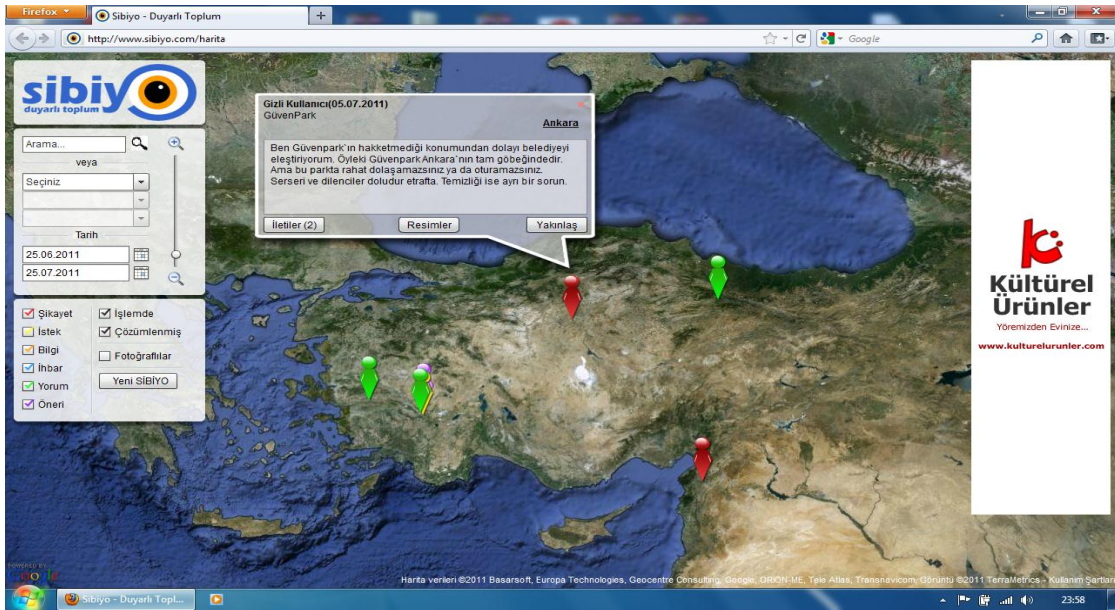 Firefox
Sibiyo - Duyarlı Toplum
http://www.sibiyo.com/harita
Google
sibiyo
duyarlı toplum
Arama...
veya
Seçiniz
Tarih
25.06.2011
25.07.2011
Şikayet
İstek
Bilgi
İhbar
Yorum
Öneri
İşlemde
Çözümlenmiş
Fotoğraflılar
Yeni SİBİYO
Gizli Kullanıcı(05.07.2011)
GüvenPark
Ankara
Ben Güvenpark`ın hakketmediği konumundan dolayı belediyeyi
eleştiriyorum. Öyleki Güvenpark Ankara`nın tam göbeğindedir.
Ama bu parkta rahat dolaşamazsınız ya da oturamazsınız.
Serseri ve dilenciler doludur etrafta. Temizliği ise ayrı bir sorun.
İletiler (2)
Resimler
Yakınlaş
Kültürel
Ürünler
Yöremizden Evinize...
www.kulturelurunler.com
POWERED BY
Google
Harita verileri ©2011 Basarsoft, Europa Technologies, Geocentre Consulting, Google, ORION-ME, Tele Atlas, Transnavicom, Görüntü ©2011 TerraMetrics - Kullanım Şartları
Sibiyo - Duyarlı Topl...
23:58